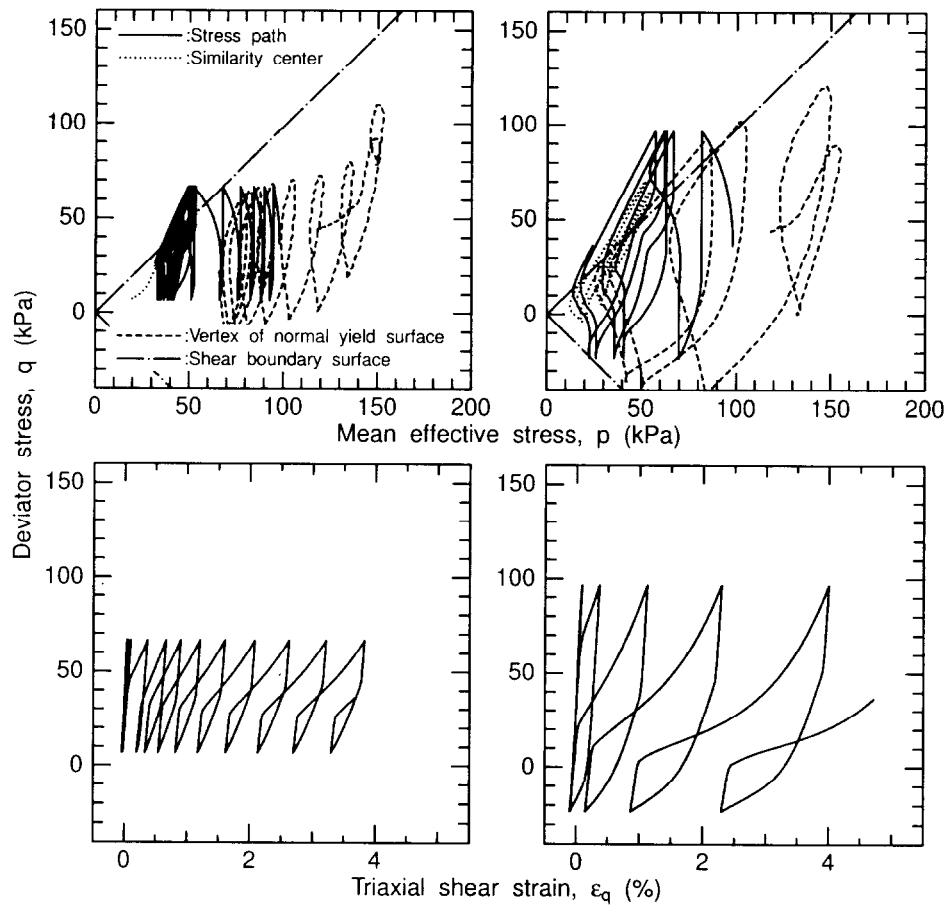 150
100
50
0
:Stress path
:Similarity center
:Vertex of normal yield surface
:Shear boundary surface
0 50 100 150 200
150
100
50
0
0 50 100 150 200
Mean effective stress, p (kPa)
Deviator stress, q (kPa)
150
100
50
0
0 2 4
150
100
50
0
0 2 4
Triaxial shear strain, εq (%)